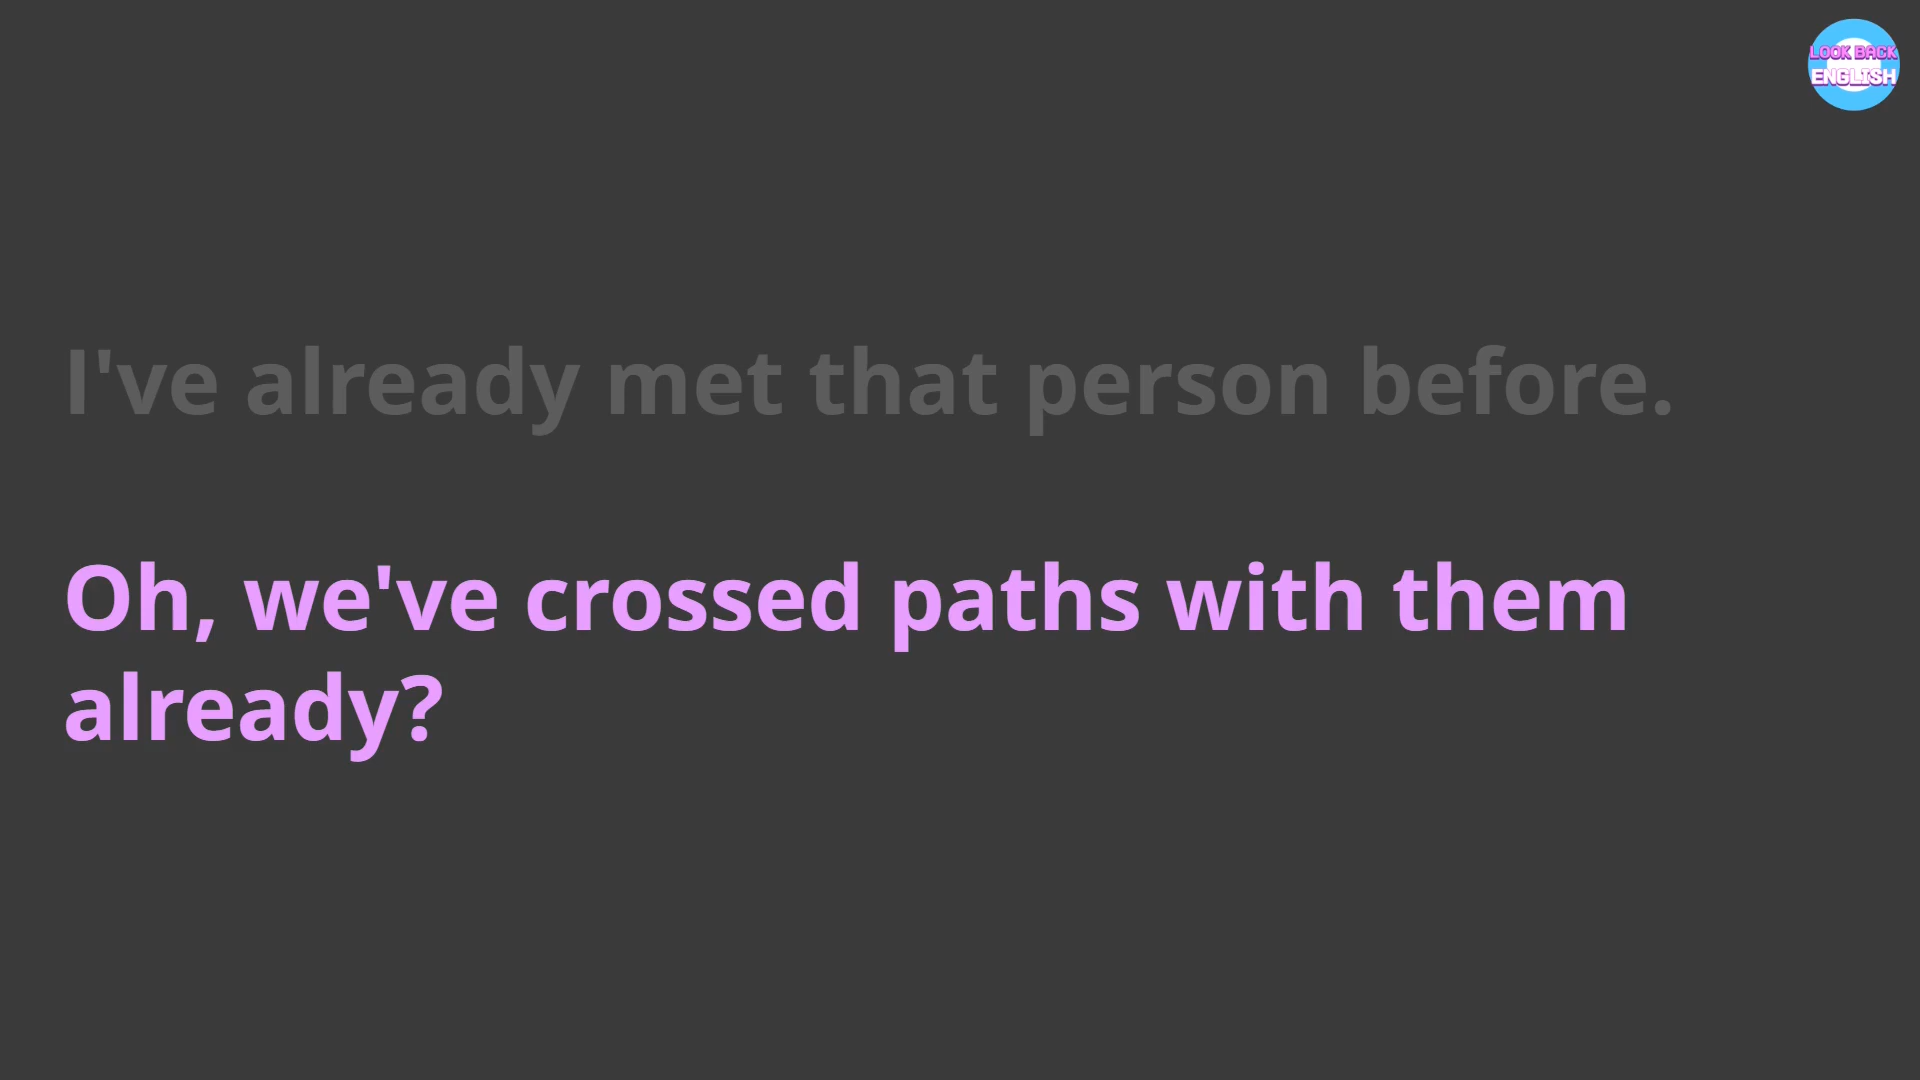 LOOK BACK
ENGLISH
I've already met that person before.
Oh, we've crossed paths with them
already?